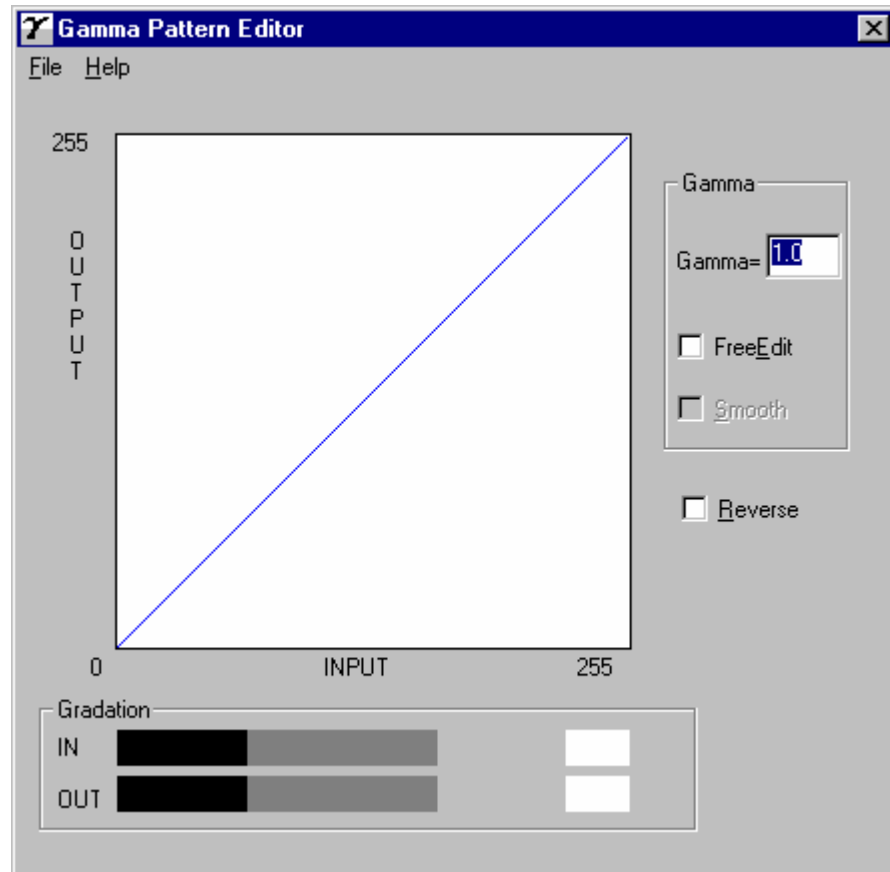 γ Gamma Pattern Editor
File Help
255
OUTPUT
Gamma
Gamma= 1.0
FreeEdit
Smooth
Reverse
0 INPUT 255
Gradation
IN
OUT